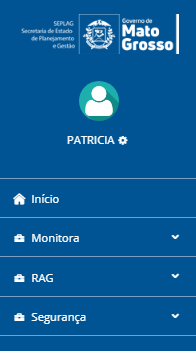 SEPLAG
Secretaria de Estado
de Planejamento
e Gestão
Governo de
Mato
Grosso
PATRICIA
Início
Monitora
RAG
Segurança